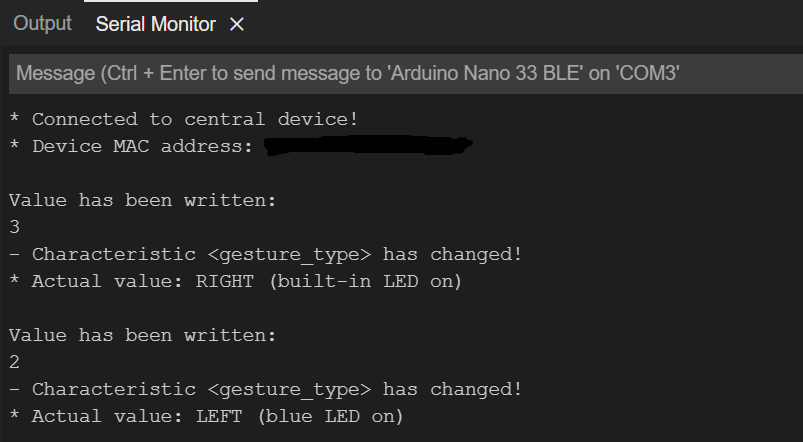 Output Serial Monitor ×
Message (Ctrl + Enter to send message to 'Arduino Nano 33 BLE' on 'COM3'
* Connected to central device!
* Device MAC address:
Value has been written:
3
- Characteristic <gesture_type> has changed!
* Actual value: RIGHT (built-in LED on)
Value has been written:
2
- Characteristic <gesture_type> has changed!
* Actual value: LEFT (blue LED on)